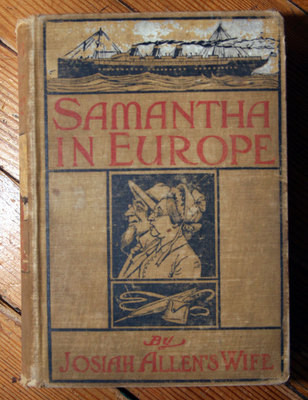 SAMANTHA
IN EUROPE
By
JOSIAH ALLEN'S WIFE